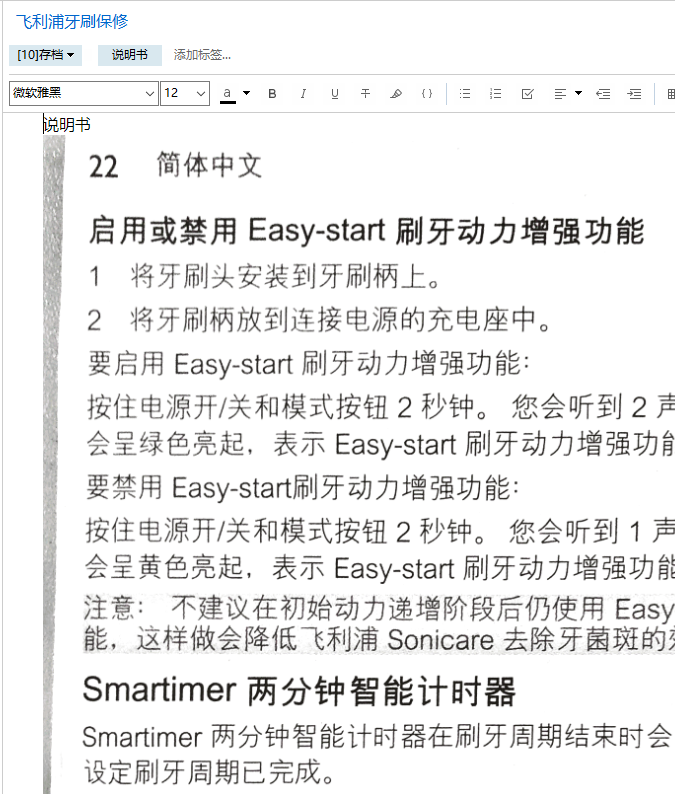 飞利浦牙刷保修
[10]存档 说明书 添加标签...
微软雅黑 12 a B I U T {}
说明书
22 简体中文
启用或禁用 Easy-start 刷牙动力增强功能
1 将牙刷头安装到牙刷柄上。
2 将牙刷柄放到连接电源的充电座中。
要启用 Easy-start 刷牙动力增强功能：
按住电源开/关和模式按钮 2 秒钟。 您会听到 2 声
会呈绿色亮起，表示 Easy-start 刷牙动力增强功能
要禁用 Easy-start刷牙动力增强功能：
按住电源开/关和模式按钮 2 秒钟。 您会听到 1 声
会呈黄色亮起，表示 Easy-start 刷牙动力增强功能
注意： 不建议在初始动力递增阶段后仍使用 Easy
能，这样做会降低飞利浦 Sonicare 去除牙菌斑的
Smartimer 两分钟智能计时器
Smartimer 两分钟智能计时器在刷牙周期结束时会
设定刷牙周期已完成。